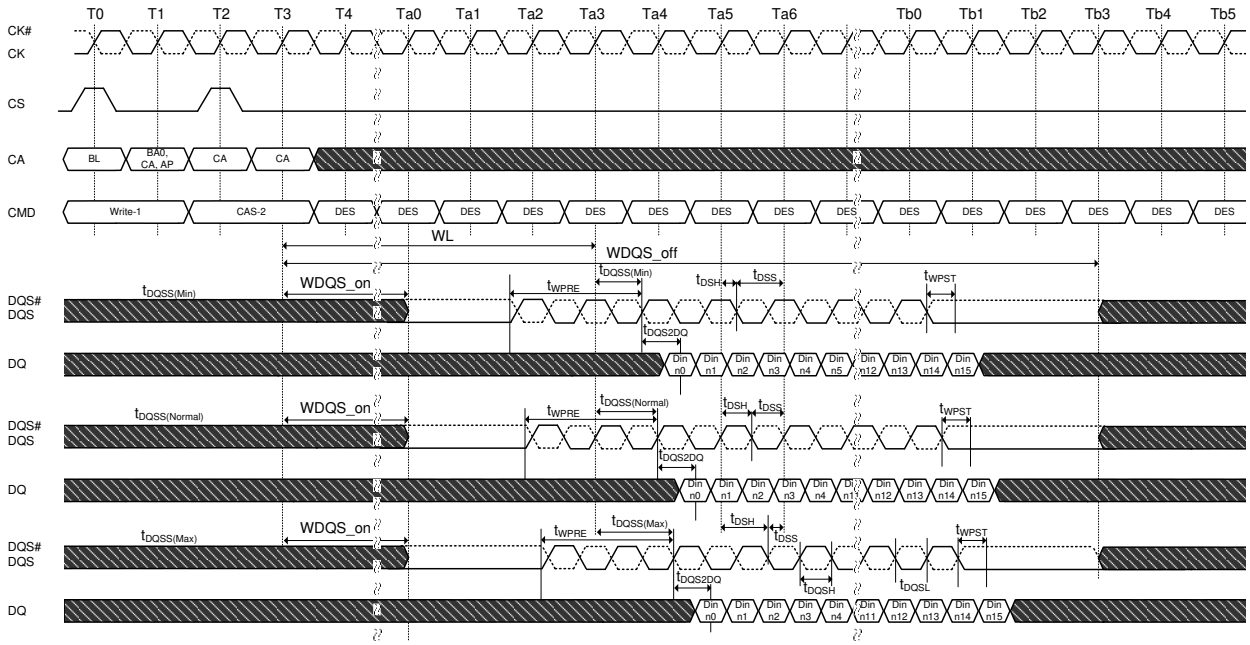 T0 T1 T2 T3 T4 Ta0 Ta1 Ta2 Ta3 Ta4 Ta5 Ta6 Tb0 Tb1 Tb2 Tb3 Tb4 Tb5
CK#
CK
CS
CA BL BA0, CA, AP CA CA
CMD Write-1 CAS-2 DES DES DES DES DES DES DES DES DES DES DES DES DES DES DES
WL
WDQS_off
tDQSS(Min) WDQS_on tWPRE tDQSS(Min) tDSH tDSS tWPST
DQS#
DQS
tDQS2DQ
DQ Din n0 Din n1 Din n2 Din n3 Din n4 Din n5 Din n12 Din n13 Din n14 Din n15
tDQSS(Normal) WDQS_on tWPRE tDQSS(Normal) tDSH tDSS tWPST
DQS#
DQS
tDQS2DQ
DQ Din n0 Din n1 Din n2 Din n3 Din n4 Din Din n12 Din n13 Din n14 Din n15
tDQSS(Max) WDQS_on tWPRE tDQSS(Max) tDSH tDSS tWPST
DQS#
DQS
tDQS2DQ tDQSH tDQSL
DQ Din n0 Din n1 Din n2 Din n3 Din n4 Din n11 Din n12 Din n13 Din n14 Din n15